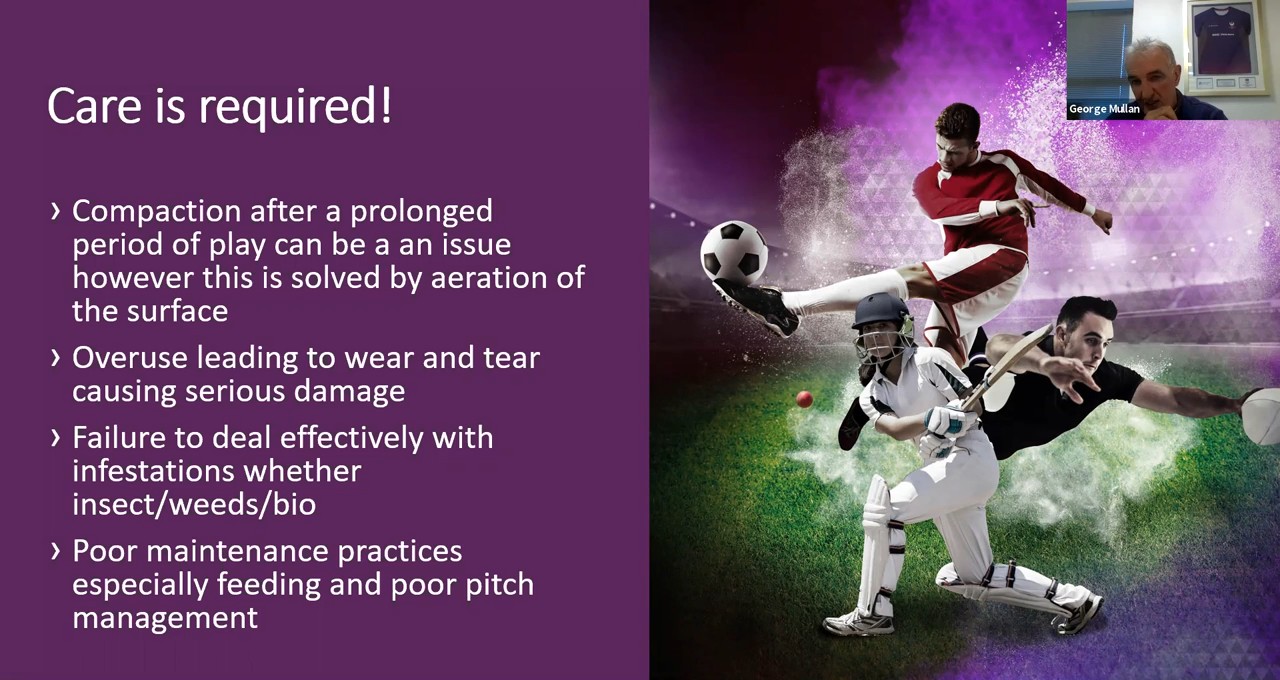 Care is required!
› Compaction after a prolonged
period of play can be a an issue
however this is solved by aeration of
the surface
› Overuse leading to wear and tear
causing serious damage
› Failure to deal effectively with
infestations whether
insect/weeds/bio
› Poor maintenance practices
especially feeding and poor pitch
management
George Mullan